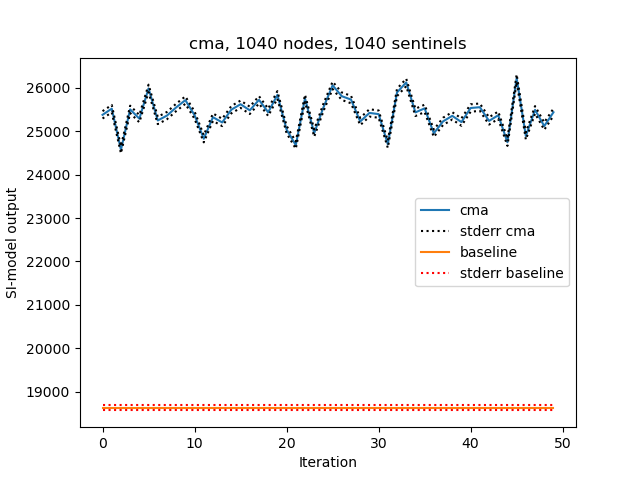 cma, 1040 nodes, 1040 sentinels
26000
25000
24000
23000
22000
21000
20000
19000
SI-model output
cma
stderr cma
baseline
stderr baseline
0 10 20 30 40 50
Iteration